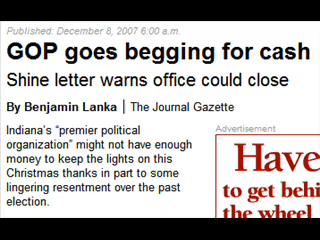 Published: December 8, 2007 6:00 a.m.
GOP goes begging for cash
Shine letter warns office could close
By Benjamin Lanka | The Journal Gazette
Indiana's “premier political
organization” might not have enough
money to keep the lights on this
Christmas thanks in part to some
lingering resentment over the past
election.
Advertisement
Have
to get behi
the wheel